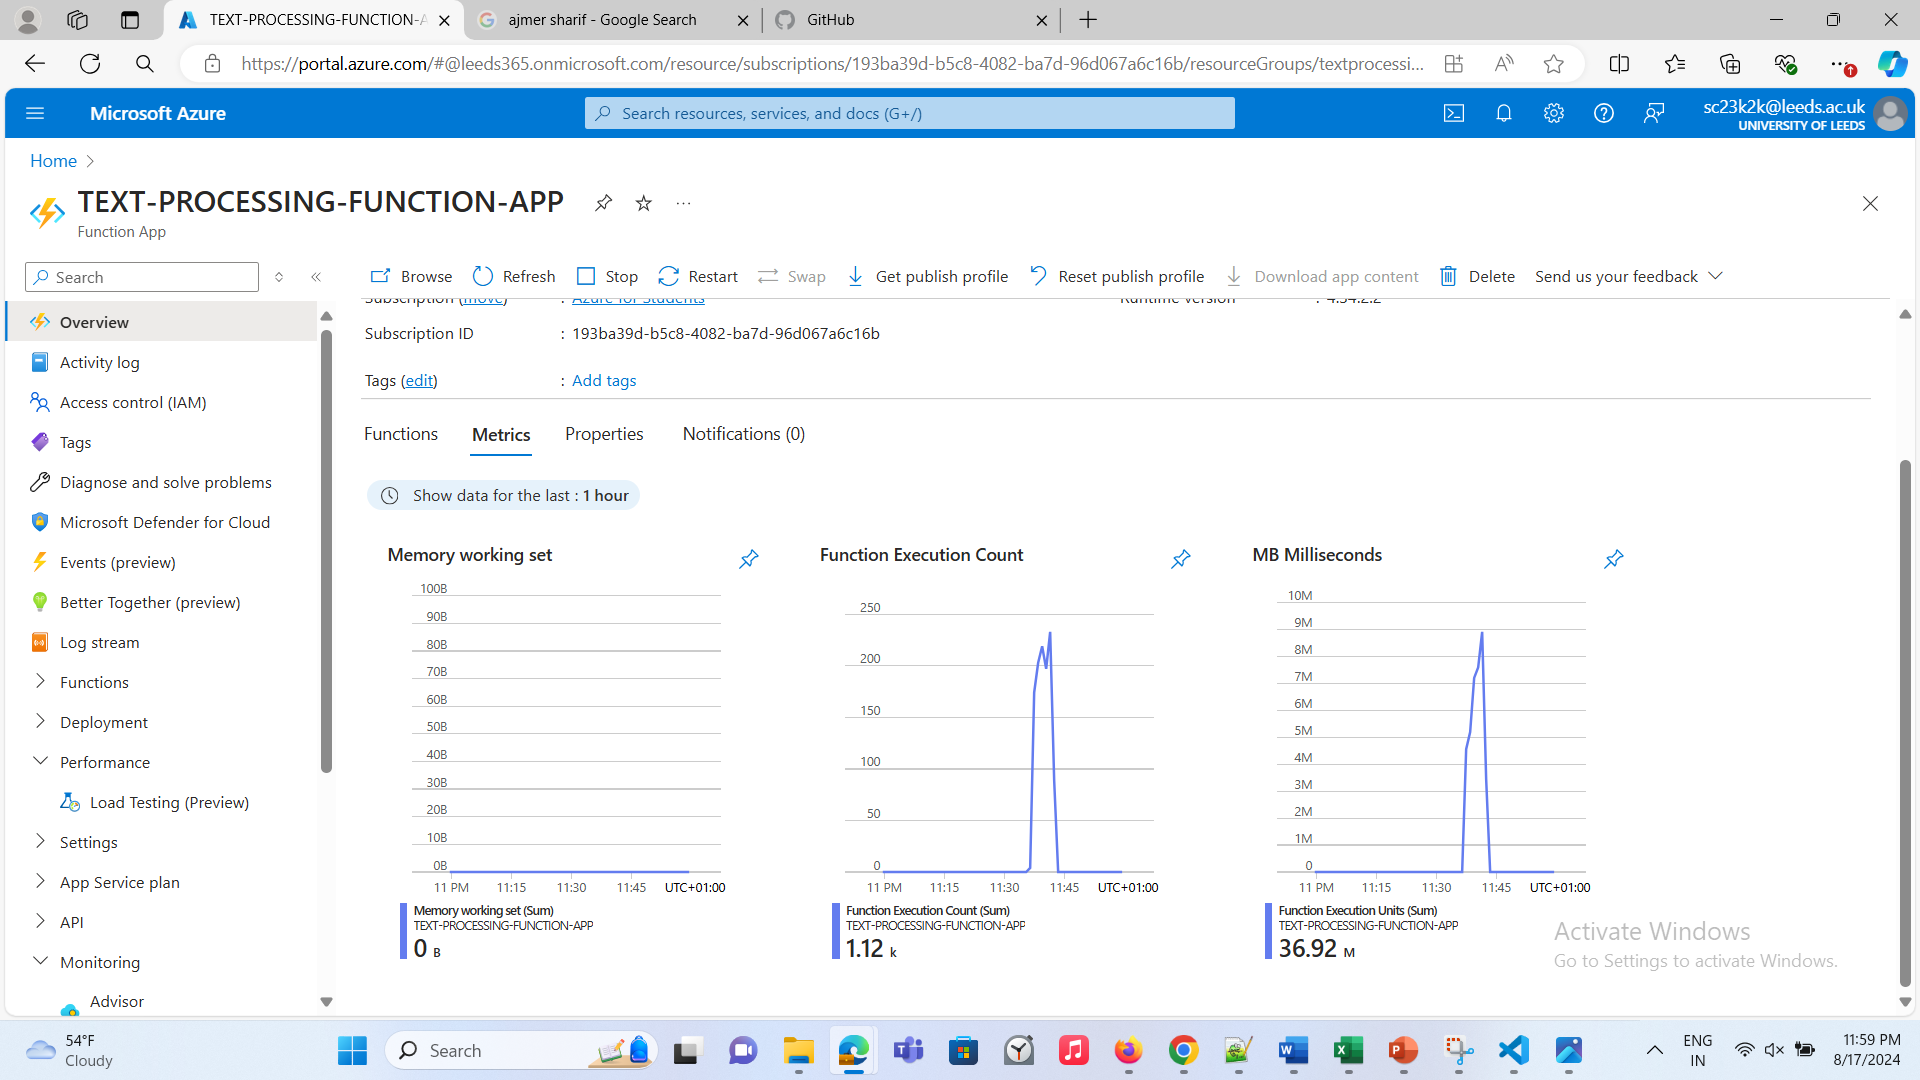 TEXT-PROCESSING-FUNCTION-A
ajmer sharif - Google Search
GitHub
https://portal.azure.com/#@leeds365.onmicrosoft.com/resource/subscriptions/193ba39d-b5c8-4082-ba7d-96d067a6c16b/resourceGroups/textprocessi...
Microsoft Azure
Search resources, services, and docs (G+/)
sc23k2k@leeds.ac.uk
UNIVERSITY OF LEEDS
Home
TEXT-PROCESSING-FUNCTION-APP
Function App
Search
Browse
Refresh
Stop
Restart
Swap
Get publish profile
Reset publish profile
Download app content
Delete
Send us your feedback
Subscription (move) : Azure for Students
Runtime version : 4.34.2.2
Subscription ID : 193ba39d-b5c8-4082-ba7d-96d067a6c16b
Tags (edit) : Add tags
Overview
Activity log
Access control (IAM)
Tags
Diagnose and solve problems
Microsoft Defender for Cloud
Events (preview)
Better Together (preview)
Log stream
Functions
Deployment
Performance
Load Testing (Preview)
Settings
App Service plan
API
Monitoring
Advisor
Functions
Metrics
Properties
Notifications (0)
Show data for the last : 1 hour
Memory working set
100B
90B
80B
70B
60B
50B
40B
30B
20B
10B
0B
11 PM 11:15 11:30 11:45 UTC+01:00
Memory working set (Sum)
TEXT-PROCESSING-FUNCTION-APP
0 B
Function Execution Count
250
200
150
100
50
0
11 PM 11:15 11:30 11:45 UTC+01:00
Function Execution Count (Sum)
TEXT-PROCESSING-FUNCTION-APP
1.12 k
MB Milliseconds
10M
9M
8M
7M
6M
5M
4M
3M
2M
1M
0
11 PM 11:15 11:30 11:45 UTC+01:00
Function Execution Units (Sum)
TEXT-PROCESSING-FUNCTION-APP
36.92 M
Activate Windows
Go to Settings to activate Windows.
54°F
Cloudy
Search
ENG
IN
11:59 PM
8/17/2024